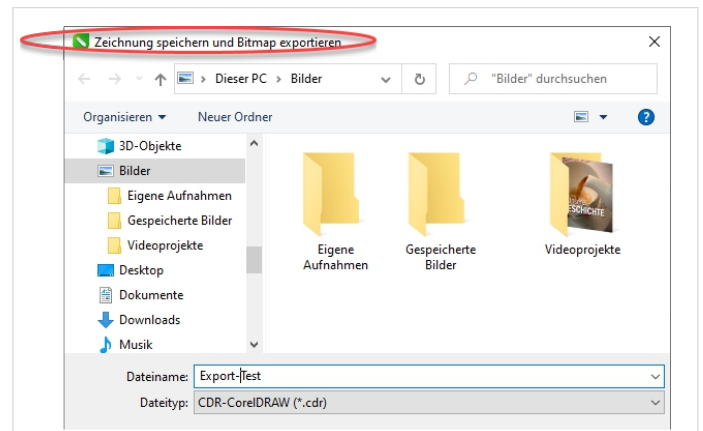 Zeichnung speichern und Bitmap exportieren
Dieser PC > Bilder
"Bilder" durchsuchen
Organisieren
Neuer Ordner
?
3D-Objekte
Bilder
Eigene Aufnahmen
Gespeicherte Bilder
Videoprojekte
Desktop
Dokumente
Downloads
Musik
Eigene
Aufnahmen
Gespeicherte
Bilder
GESCHICHTE
Videoprojekte
Dateiname: Export-Test
Dateityp: CDR-CorelDRAW (*.cdr)